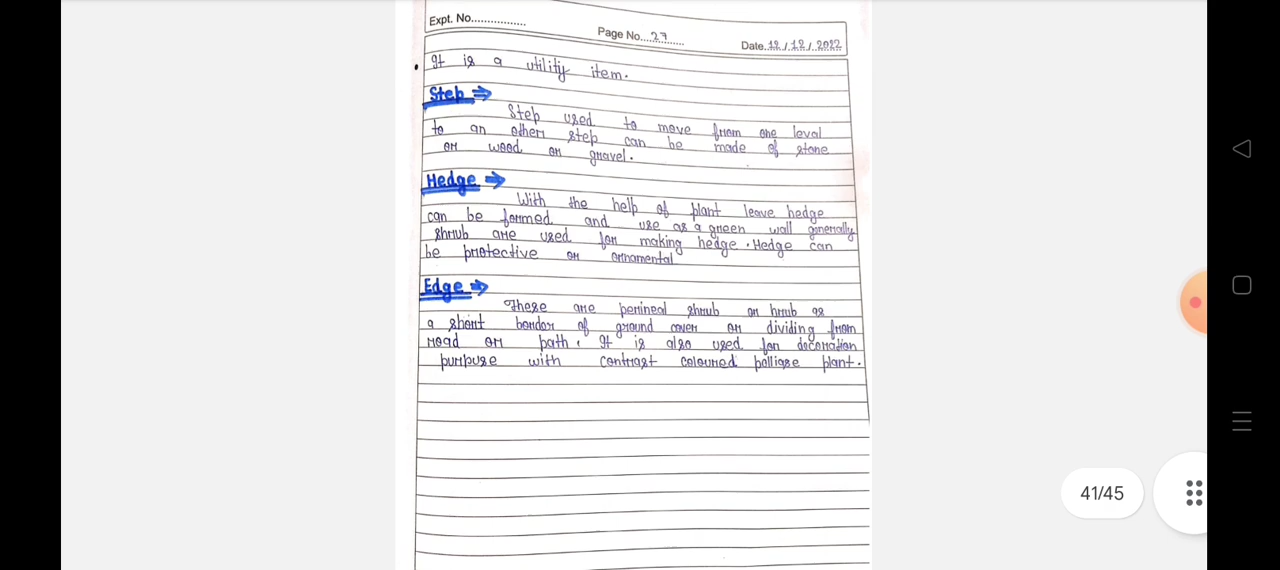 Expt. No................
Page No....27.......
Date..12./.12./..2022
• It is a utility item.
Step ⇒
Step used to move from one level
to an other step can be made of stone
or wood or gravel.
Hedge ⇒
With the help of plant leave hedge
can be formed and use as a green wall generally
shrub are used for making hedge. Hedge can
be protective or ornamental
Edge ⇒
These are perineal shrub or hrub as
a short bordor of ground cover or dividing from
road or path. It is also used for decoration
purpuse with contrast coloured polliage plant.
41/45